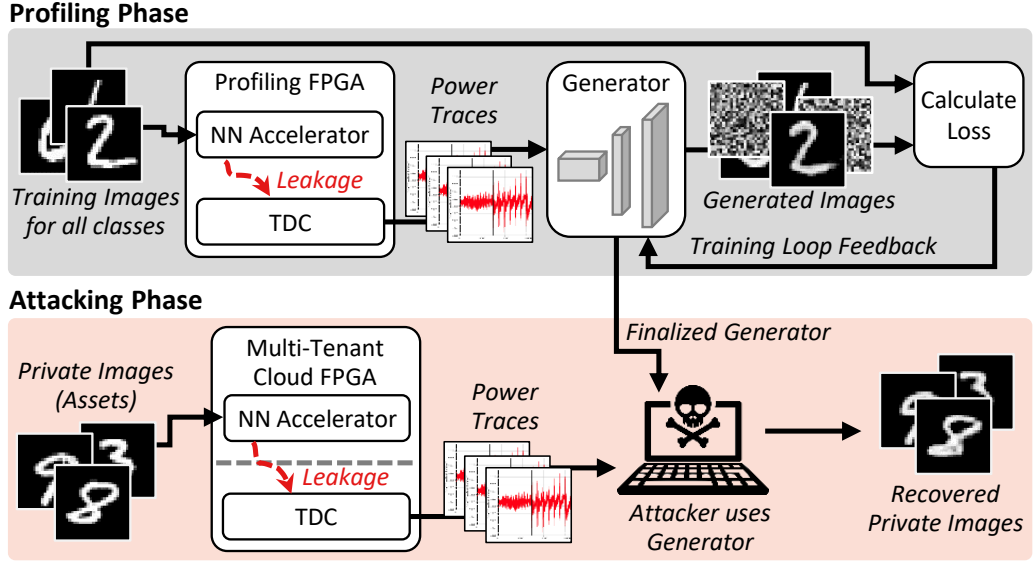 Profiling Phase
Profiling FPGA
NN Accelerator
Leakage
TDC
Training Images
for all classes
Power
Traces
Generator
Generated Images
Calculate
Loss
Training Loop Feedback
Attacking Phase
Private Images
(Assets)
Multi-Tenant
Cloud FPGA
NN Accelerator
Leakage
TDC
Power
Traces
Finalized Generator
Attacker uses
Generator
Recovered
Private Images